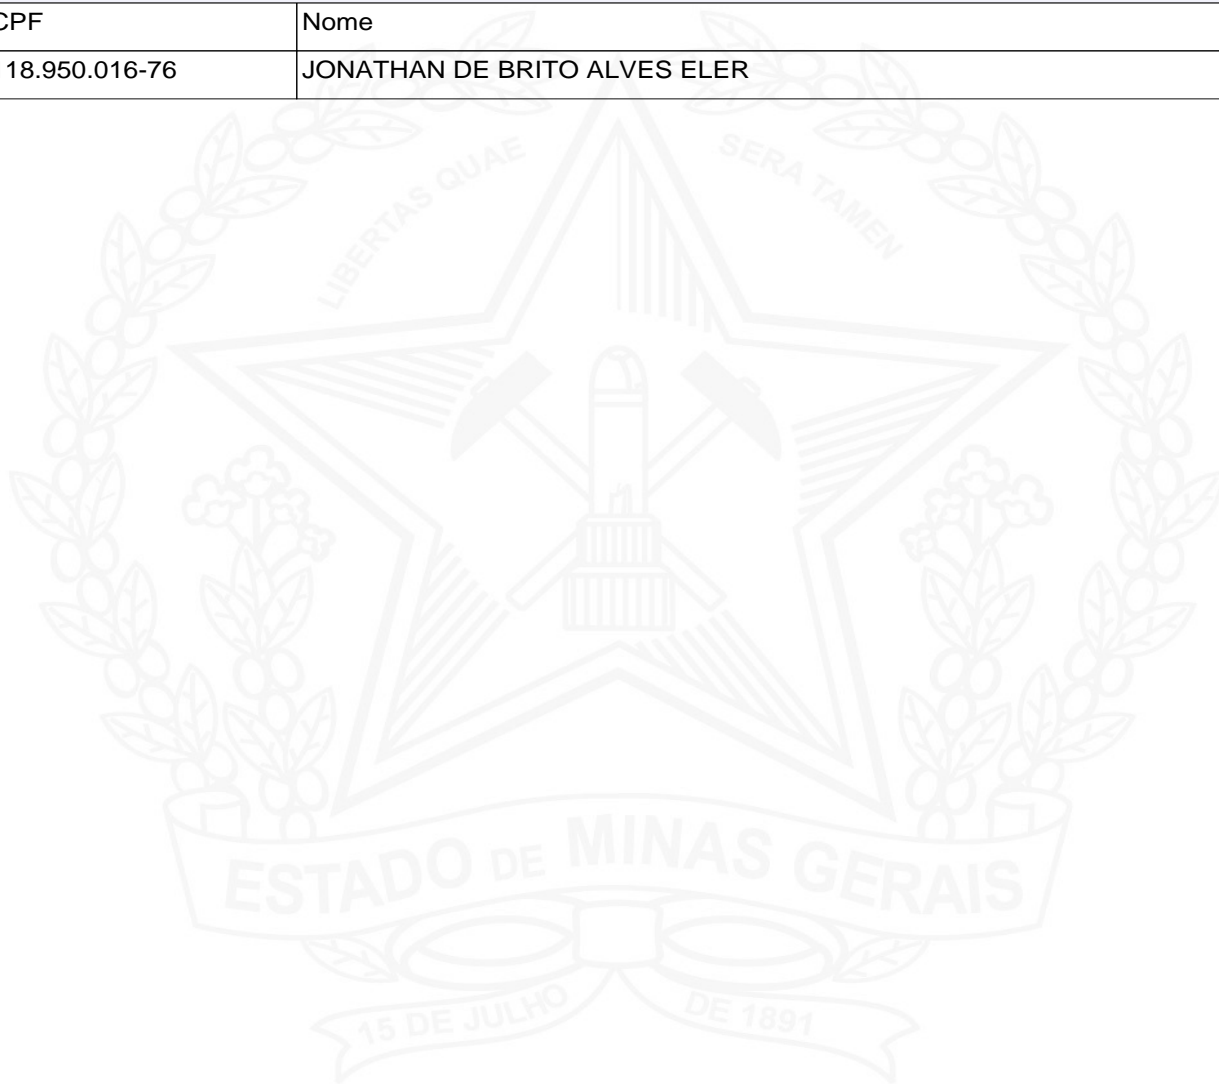 CPF Nome
18.950.016-76 JONATHAN DE BRITO ALVES ELER
LIBERTAS QUAE SERA TAMEN
ESTADO DE MINAS GERAIS
15 DE JULHO DE 1891